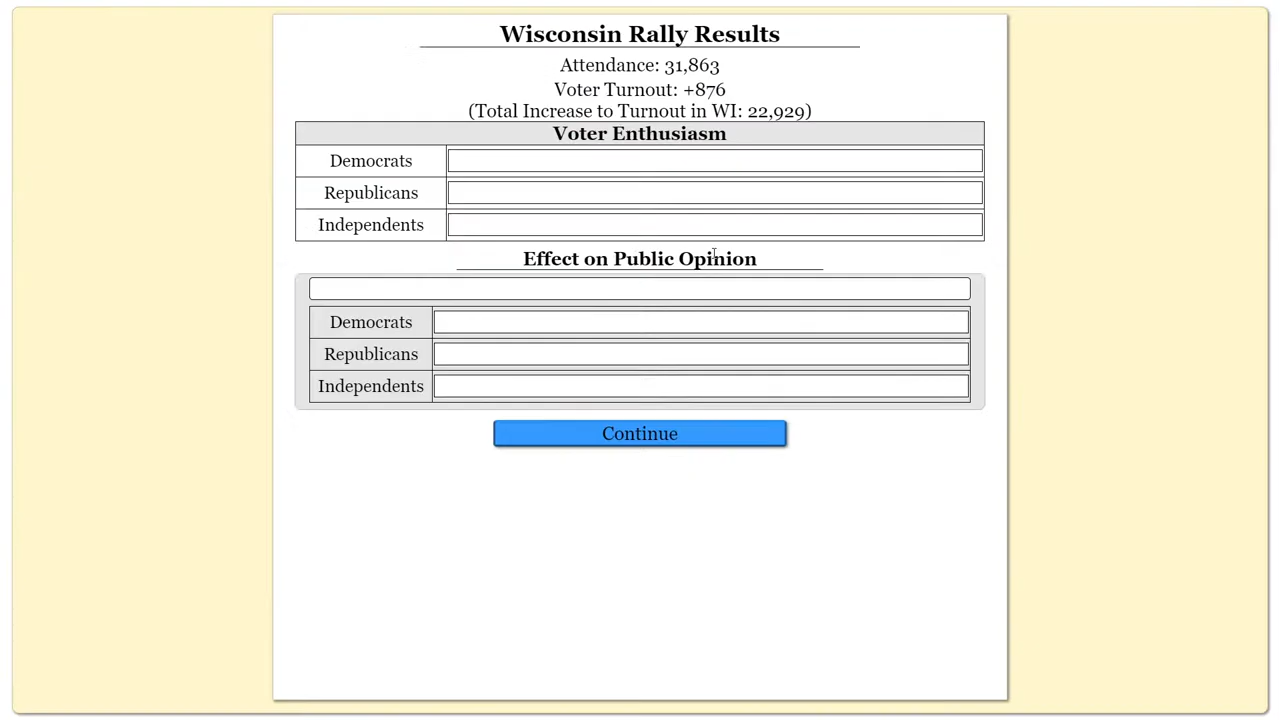 Wisconsin Rally Results
Attendance: 31,863
Voter Turnout: +876
(Total Increase to Turnout in WI: 22,929)
Voter Enthusiasm
Democrats
Republicans
Independents
Effect on Public Opinion
Democrats
Republicans
Independents
Continue